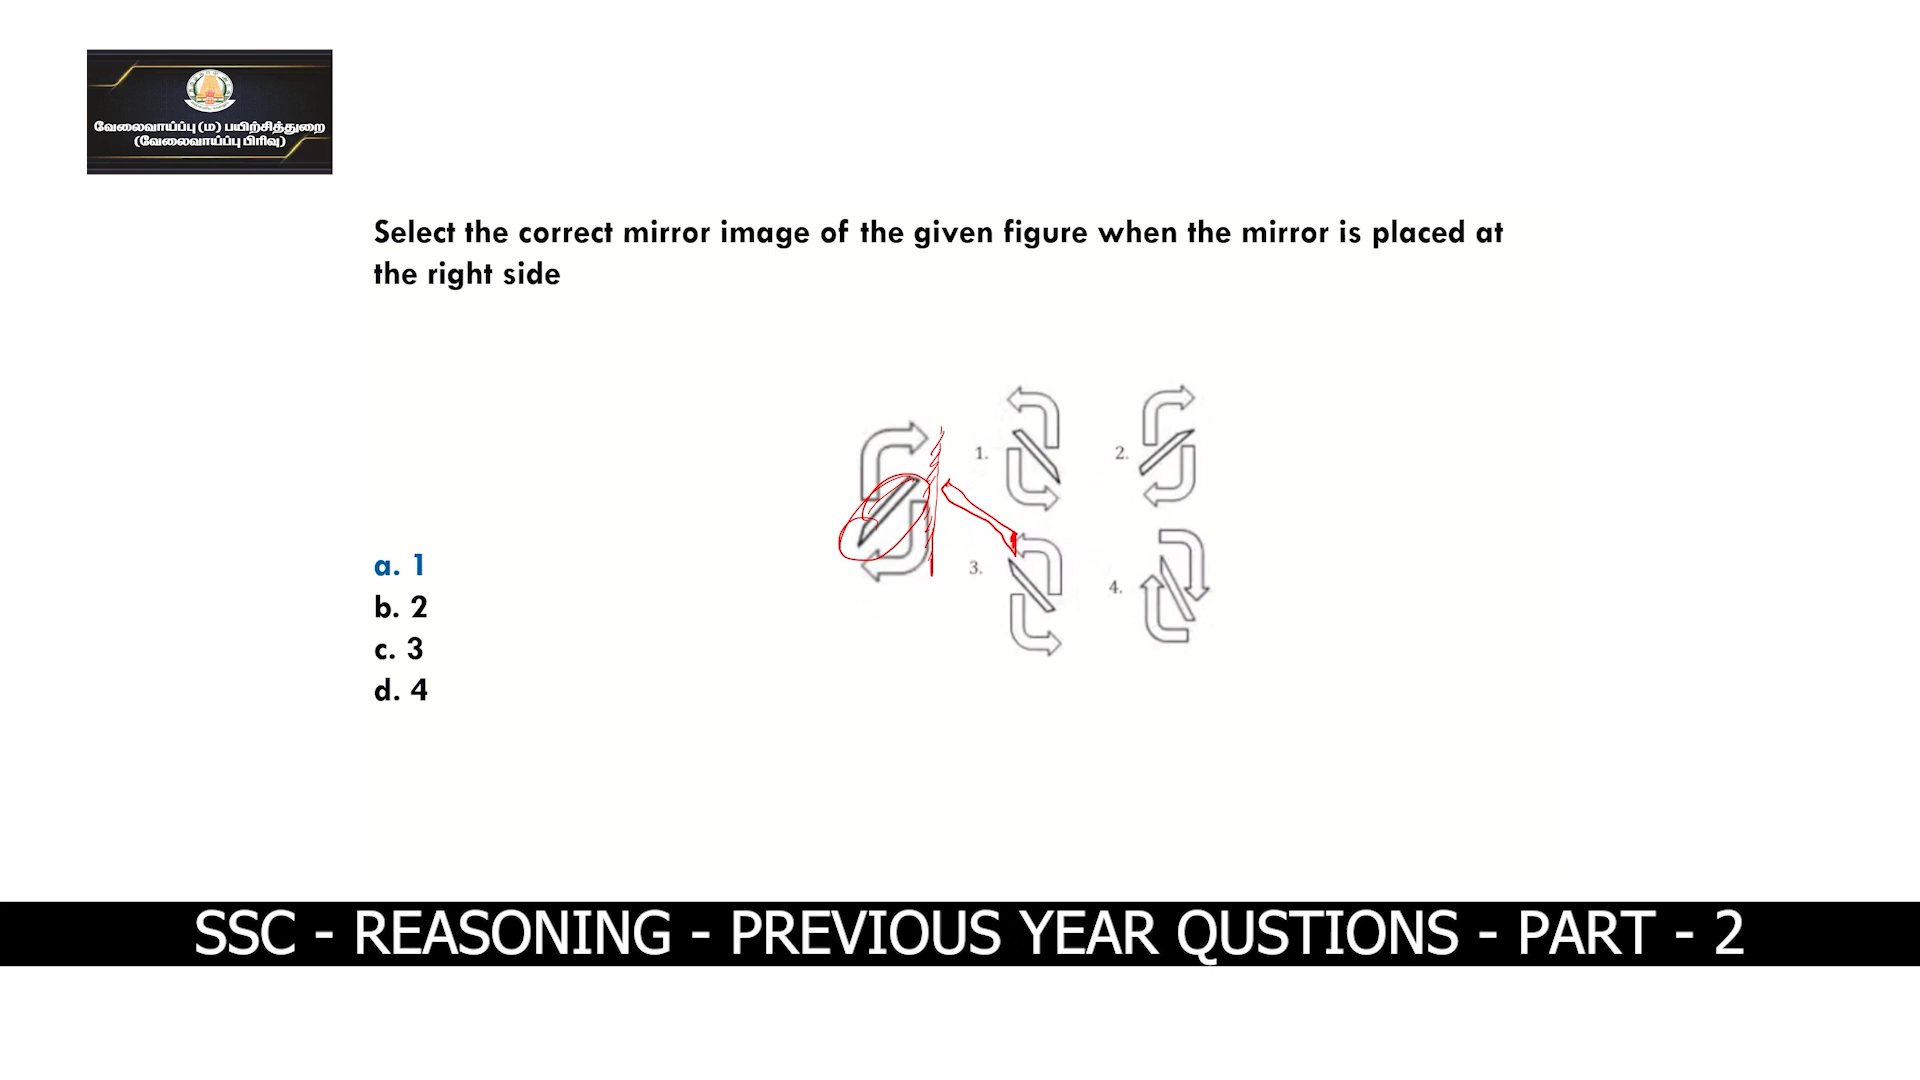 வேலைவாய்ப்பு (ம) பயிற்சித்துறை
(வேலைவாய்ப்பு பிரிவு)
Select the correct mirror image of the given figure when the mirror is placed at
the right side
1.
2.
3.
4.
a. 1
b. 2
c. 3
d. 4
SSC - REASONING - PREVIOUS YEAR QUSTIONS - PART - 2